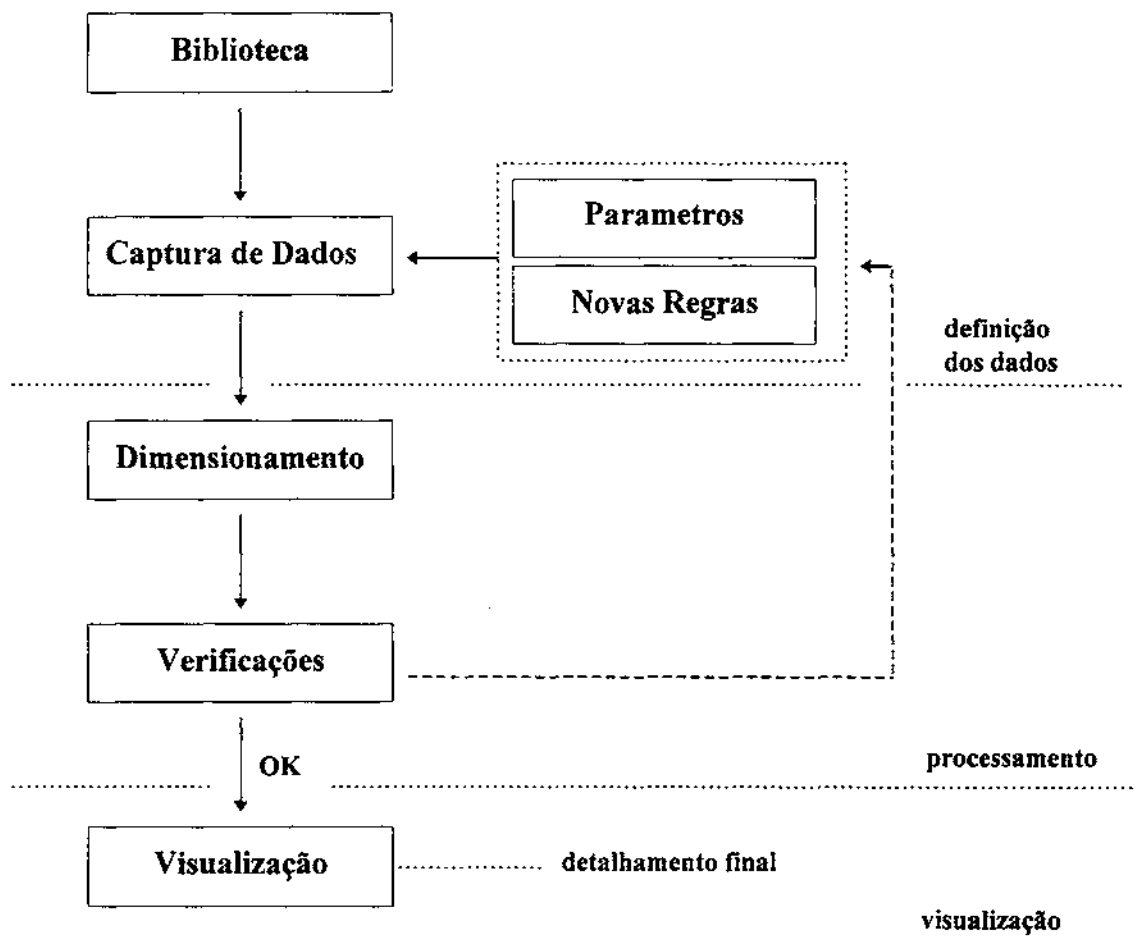 Biblioteca
Parametros
Captura de Dados
Novas Regras
definição
dos dados
Dimensionamento
Verificações
OK
processamento
Visualização
detalhamento final
visualização